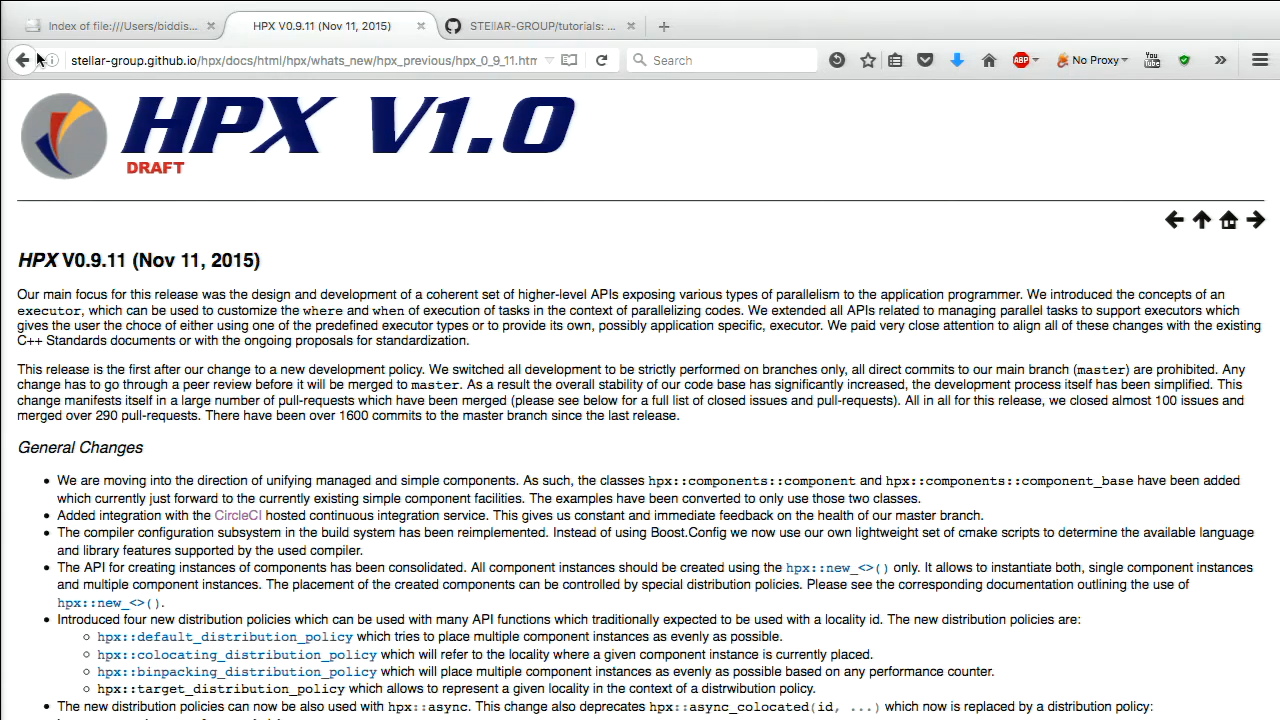 Index of file:///Users/biddis...
HPX V0.9.11 (Nov 11, 2015)
STEllAR-GROUP/tutorials: ...
stellar-group.github.io/hpx/docs/html/hpx/whats_new/hpx_previous/hpx_0_9_11.htm
Search
ABP
No Proxy
You
Tube
HPX V1.0
DRAFT
HPX V0.9.11 (Nov 11, 2015)
Our main focus for this release was the design and development of a coherent set of higher-level APIs exposing various types of parallelism to the application programmer. We introduced the concepts of an
executor, which can be used to customize the where and when of execution of tasks in the context of parallelizing codes. We extended all APIs related to managing parallel tasks to support executors which
gives the user the choce of either using one of the predefined executor types or to provide its own, possibly application specific, executor. We paid very close attention to align all of these changes with the existing
C++ Standards documents or with the ongoing proposals for standardization.
This release is the first after our change to a new development policy. We switched all development to be strictly performed on branches only, all direct commits to our main branch (master) are prohibited. Any
change has to go through a peer review before it will be merged to master. As a result the overall stability of our code base has significantly increased, the development process itself has been simplified. This
change manifests itself in a large number of pull-requests which have been merged (please see below for a full list of closed issues and pull-requests). All in all for this release, we closed almost 100 issues and
merged over 290 pull-requests. There have been over 1600 commits to the master branch since the last release.
General Changes
• We are moving into the direction of unifying managed and simple components. As such, the classes hpx::components::component and hpx::components::component_base have been added
which currently just forward to the currently existing simple component facilities. The examples have been converted to only use those two classes.
• Added integration with the CircleCI hosted continuous integration service. This gives us constant and immediate feedback on the health of our master branch.
• The compiler configuration subsystem in the build system has been reimplemented. Instead of using Boost.Config we now use our own lightweight set of cmake scripts to determine the available language
and library features supported by the used compiler.
• The API for creating instances of components has been consolidated. All component instances should be created using the hpx::new_<>() only. It allows to instantiate both, single component instances
and multiple component instances. The placement of the created components can be controlled by special distribution policies. Please see the corresponding documentation outlining the use of
hpx::new_<>().
• Introduced four new distribution policies which can be used with many API functions which traditionally expected to be used with a locality id. The new distribution policies are:
◦ hpx::default_distribution_policy which tries to place multiple component instances as evenly as possible.
◦ hpx::colocating_distribution_policy which will refer to the locality where a given component instance is currently placed.
◦ hpx::binpacking_distribution_policy which will place multiple component instances as evenly as possible based on any performance counter.
◦ hpx::target_distribution_policy which allows to represent a given locality in the context of a distrwibution policy.
• The new distribution policies can now be also used with hpx::async. This change also deprecates hpx::async_colocated(id, ...) which now is replaced by a distribution policy: